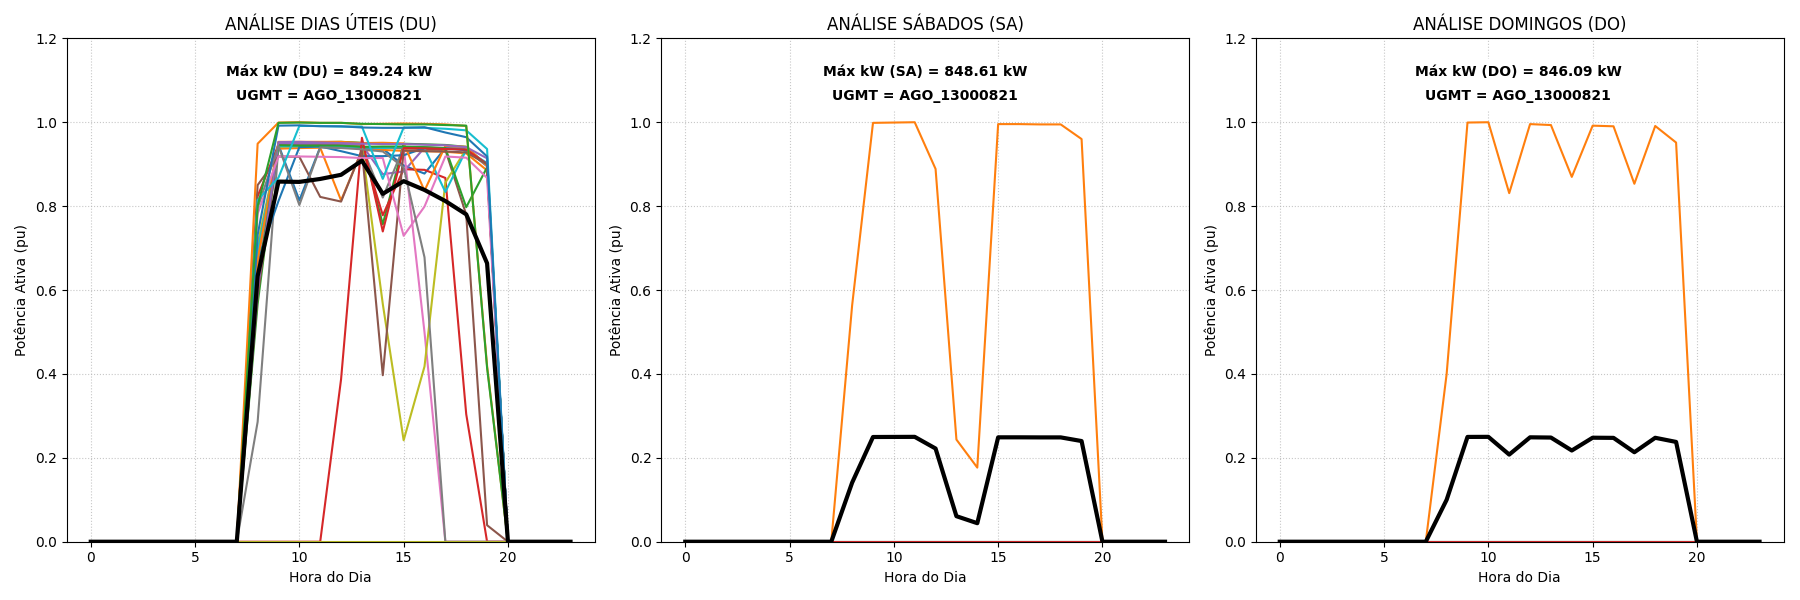 ANÁLISE DIAS ÚTEIS (DU)
Máx kW (DU) = 849.24 kW
UGMT = AGO_13000821
Potência Ativa (pu)
1.2
1.0
0.8
0.6
0.4
0.2
0.0
0 5 10 15 20
Hora do Dia
ANÁLISE SÁBADOS (SA)
Máx kW (SA) = 848.61 kW
UGMT = AGO_13000821
Potência Ativa (pu)
1.2
1.0
0.8
0.6
0.4
0.2
0.0
0 5 10 15 20
Hora do Dia
ANÁLISE DOMINGOS (DO)
Máx kW (DO) = 846.09 kW
UGMT = AGO_13000821
Potência Ativa (pu)
1.2
1.0
0.8
0.6
0.4
0.2
0.0
0 5 10 15 20
Hora do Dia